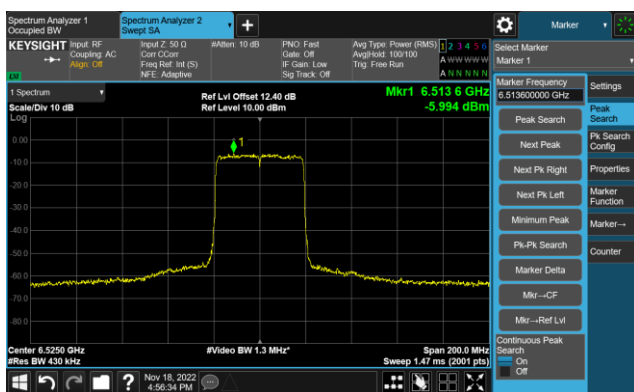 Spectrum Analyzer 1
Occupied BW
Spectrum Analyzer 2
Swept SA
+
Marker
KEYSIGHT
Input: RF
Coupling: AC
Align: Off
Input Z: 50 Ω
Corr CCorr
Freq Ref: Int (S)
NFE: Adaptive
#Atten: 10 dB
PNO: Fast
Gate: Off
IF Gain: Low
Sig Track: Off
Avg Type: Power (RMS)
Avg|Hold: 100/100
Trig: Free Run
1 2 3 4 5 6
A W W W W W
A N N N N N
Select Marker
Marker 1
1 Spectrum
Scale/Div 10 dB
Log
Ref Lvl Offset 12.40 dB
Ref Level 10.00 dBm
Mkr1 6.513 6 GHz
-5.994 dBm
1
0.00
-10.0
-20.0
-30.0
-40.0
-50.0
-60.0
-70.0
-80.0
Center 6.5250 GHz
#Res BW 430 kHz
#Video BW 1.3 MHz*
Span 200.0 MHz
Sweep 1.47 ms (2001 pts)
Marker Frequency
6.513600000 GHz
Peak Search
Next Peak
Next Pk Right
Next Pk Left
Minimum Peak
Pk-Pk Search
Marker Delta
Mkr→CF
Mkr→Ref Lvl
Continuous Peak
Search
On
Off
Settings
Peak
Search
Pk Search
Config
Properties
Marker
Function
Marker→
Counter
?
Nov 18, 2022
4:56:34 PM